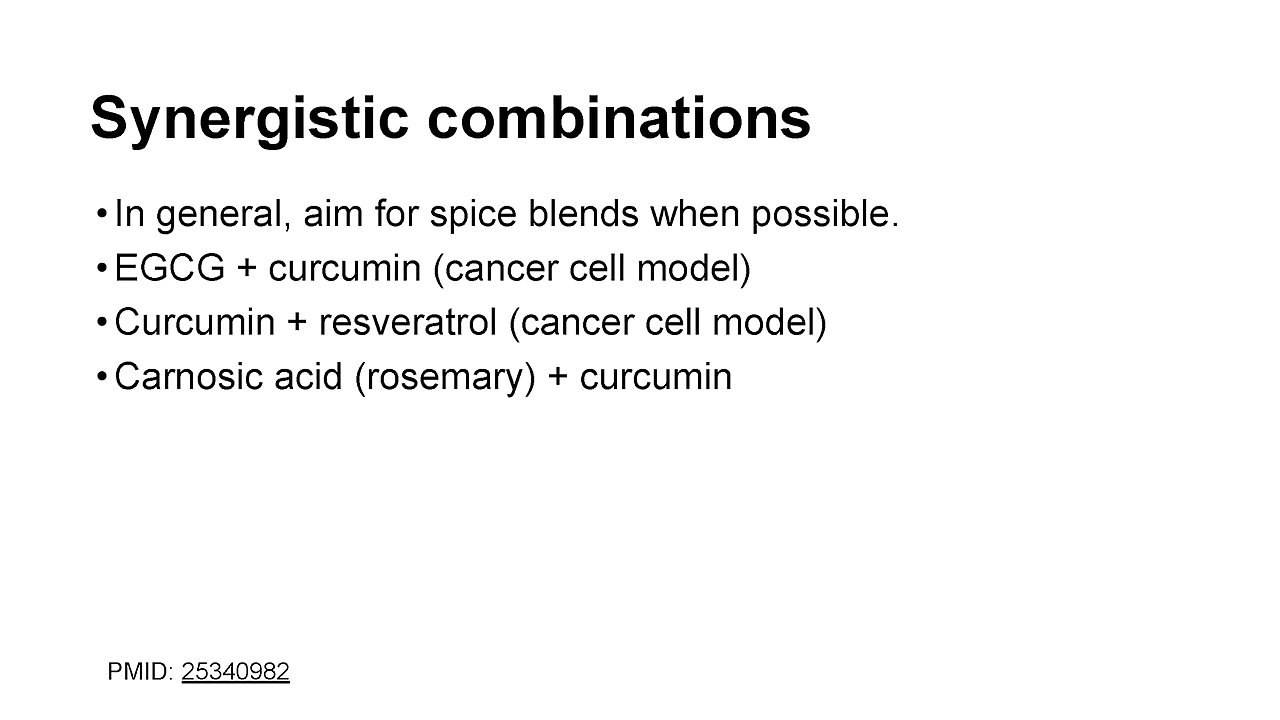 Synergistic combinations
•In general, aim for spice blends when possible.
•EGCG + curcumin (cancer cell model)
•Curcumin + resveratrol (cancer cell model)
•Carnosic acid (rosemary) + curcumin
PMID: 25340982